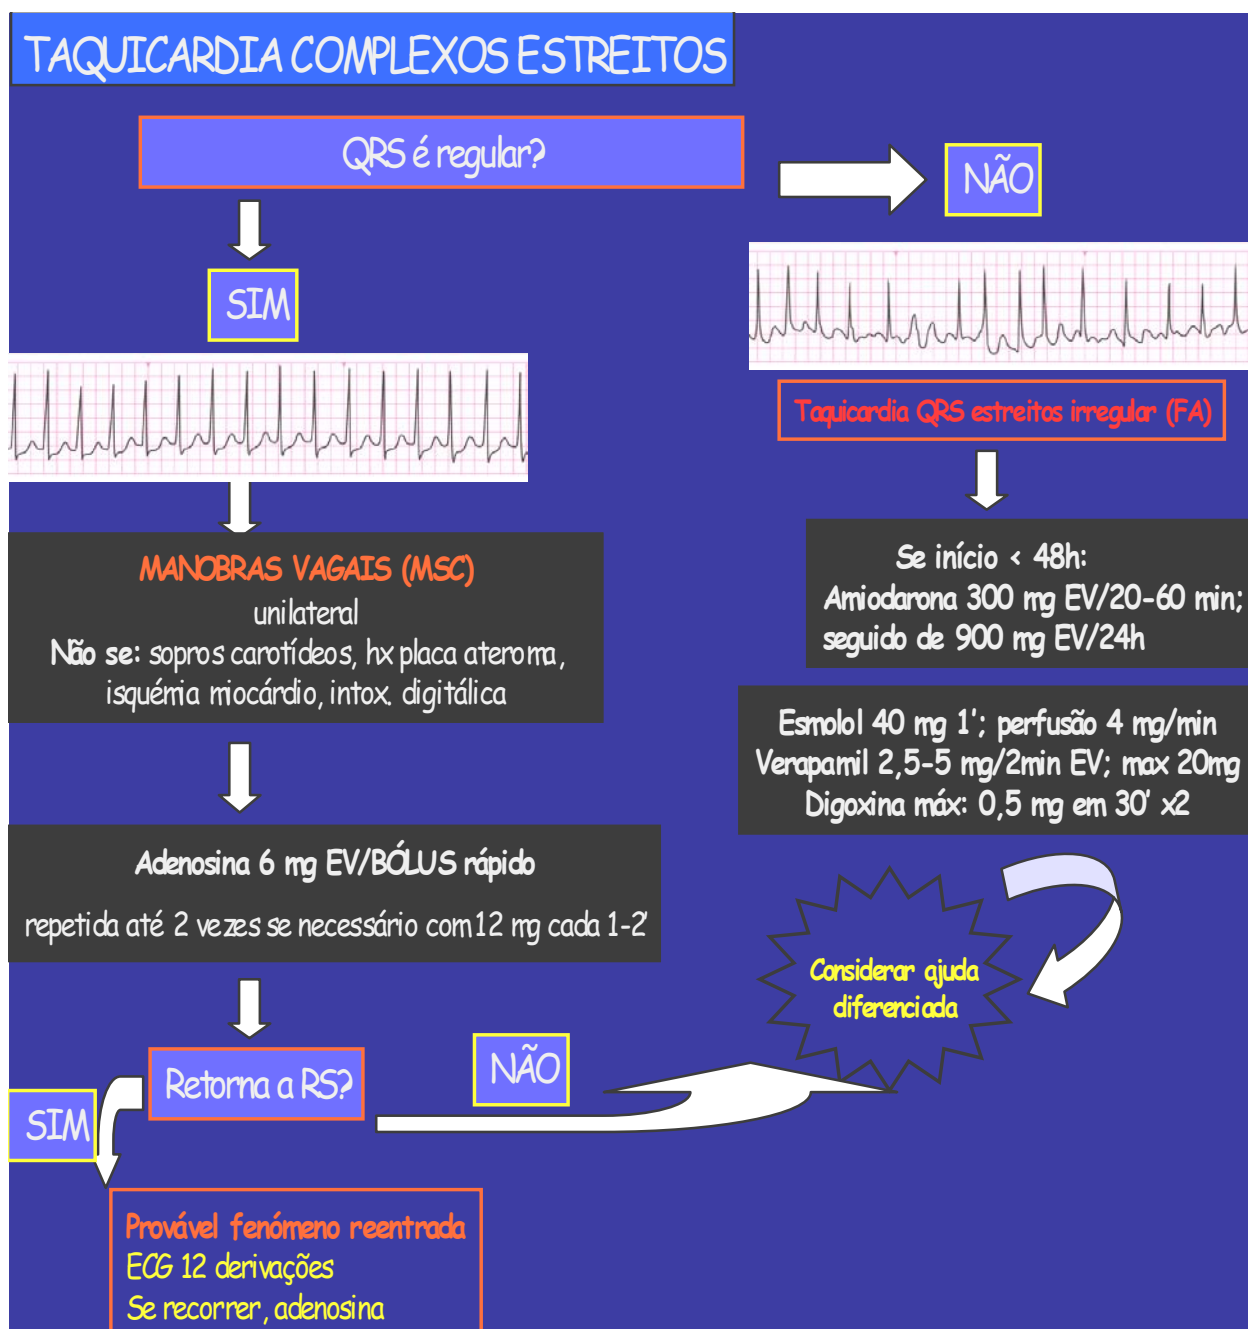 TAQUICARDIA COMPLEXOS ESTREITOS
QRS é regular?
NÃO
SIM
Taquicardia QRS estreitos irregular (FA)
MANOBRAS VAGAIS (MSC)
unilateral
Não se: sopros carotídeos, hx placa ateroma,
isquémia miocárdio, intox. digitálica
Se início < 48h:
Amiodarona 300 mg EV/20-60 min;
seguido de 900 mg EV/24h
Esmolol 40 mg 1'; perfusão 4 mg/min
Verapamil 2,5-5 mg/2min EV; max 20mg
Digoxina máx: 0,5 mg em 30' x2
Adenosina 6 mg EV/BÓLUS rápido
repetida até 2 vezes se necessário com 12 mg cada 1-2'
Considerar ajuda
diferenciada
Retorna a RS?
NÃO
SIM
Provável fenómeno reentrada
ECG 12 derivações
Se recorrer, adenosina